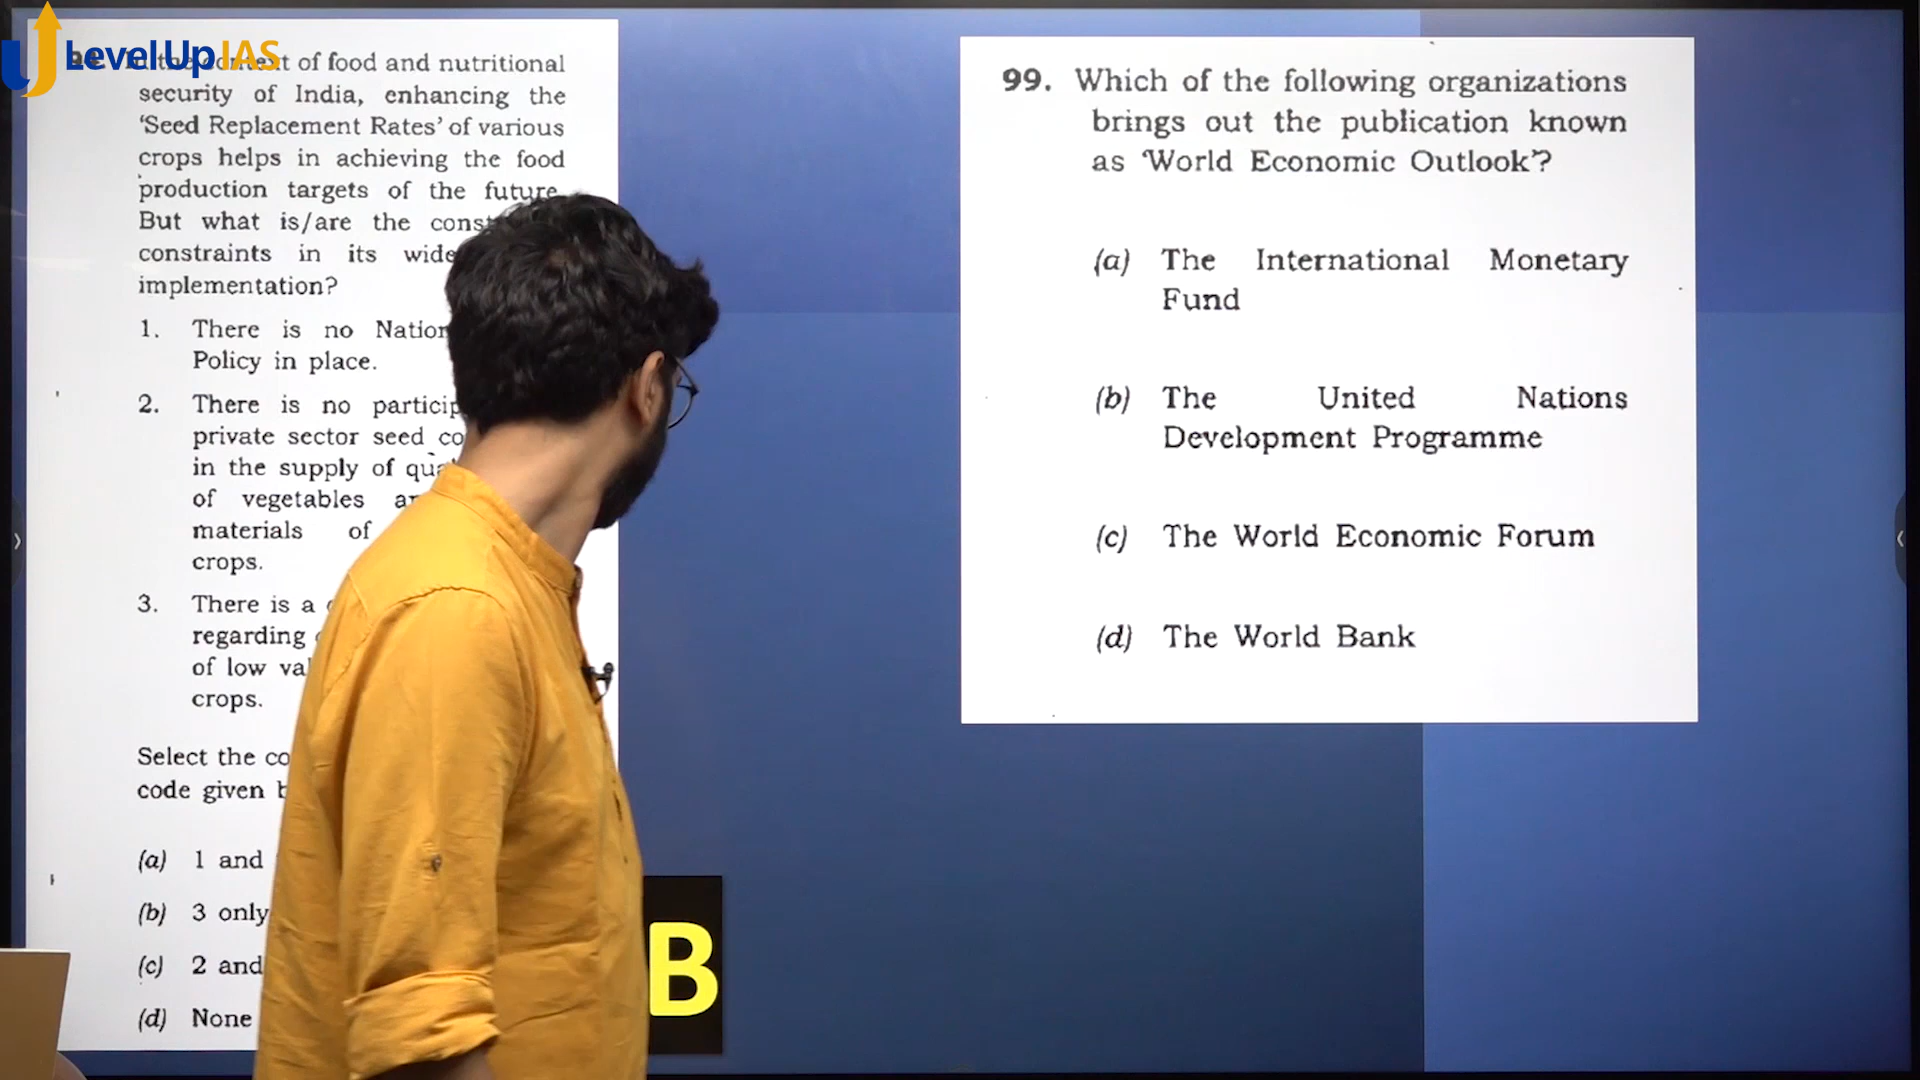 LevelUp IAS
of food and nutritional
security of India, enhancing the
‘Seed Replacement Rates’ of various
crops helps in achieving the food
production targets of the future.
But what is/are the
constraints in its
implementation?
1. There is no
Policy in place.
2. There is no
private sector seed
in the supply of
of vegetables
materials of
crops.
3. There is a
regarding
of low
crops.
Select the
code given
(a) 1 and
(b) 3 only
(c) 2 and
(d) None
B
99. Which of the following organizations
brings out the publication known
as ‘World Economic Outlook’?
(a) The International Monetary
Fund
(b) The United Nations
Development Programme
(c) The World Economic Forum
(d) The World Bank